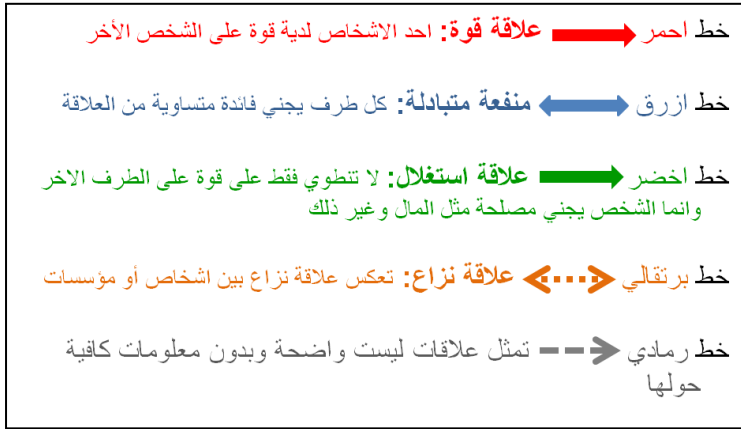 خط احمر علاقة قوة: احد الاشخاص لدية قوة على الشخص الأخر
خط ازرق منفعة متبادلة: كل طرف يجني فائدة متساوية من العلاقة
خط اخضر علاقة استغلال: لا تنطوي فقط على قوة على الطرف الاخر
وانما الشخص يجني مصلحة مثل المال وغير ذلك
خط برتقالي علاقة نزاع: تعكس علاقة نزاع بين اشخاص أو مؤسسات
خط رمادي تمثل علاقات ليست واضحة وبدون معلومات كافية
حولها